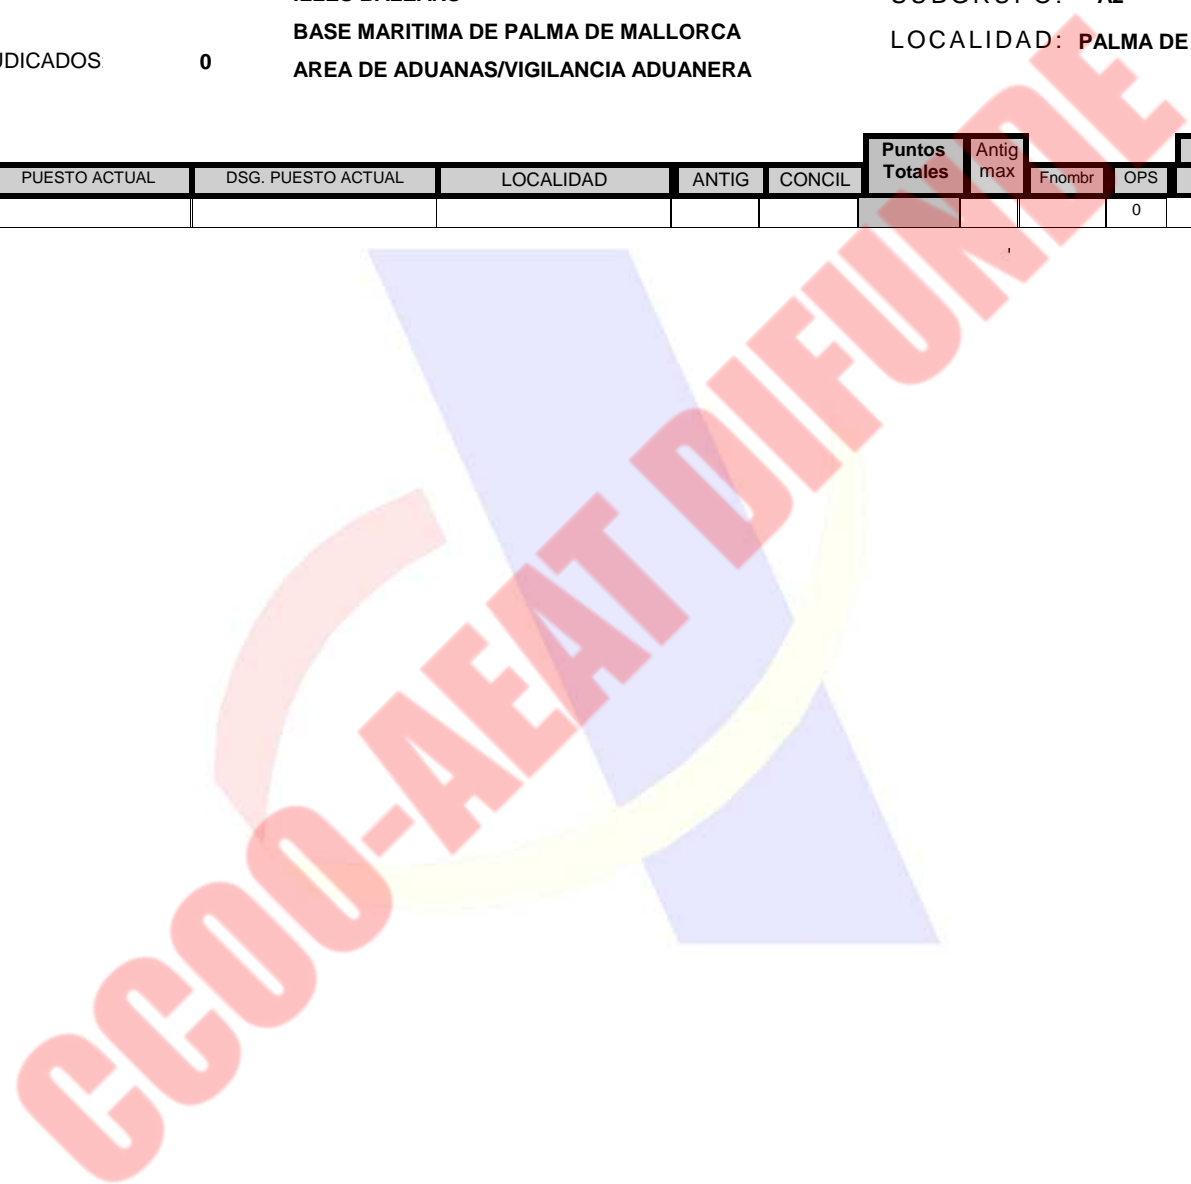 BASE MARITIMA DE PALMA DE MALLORCA
LOCALIDAD: PALMA DE
0
AREA DE ADUANAS/VIGILANCIA ADUANERA
PUESTO ACTUAL DSG. PUESTO ACTUAL LOCALIDAD ANTIG CONCIL Puntos Totales Antig max Fnombr OPS
0
CCOO-AEAT DIFUNDE